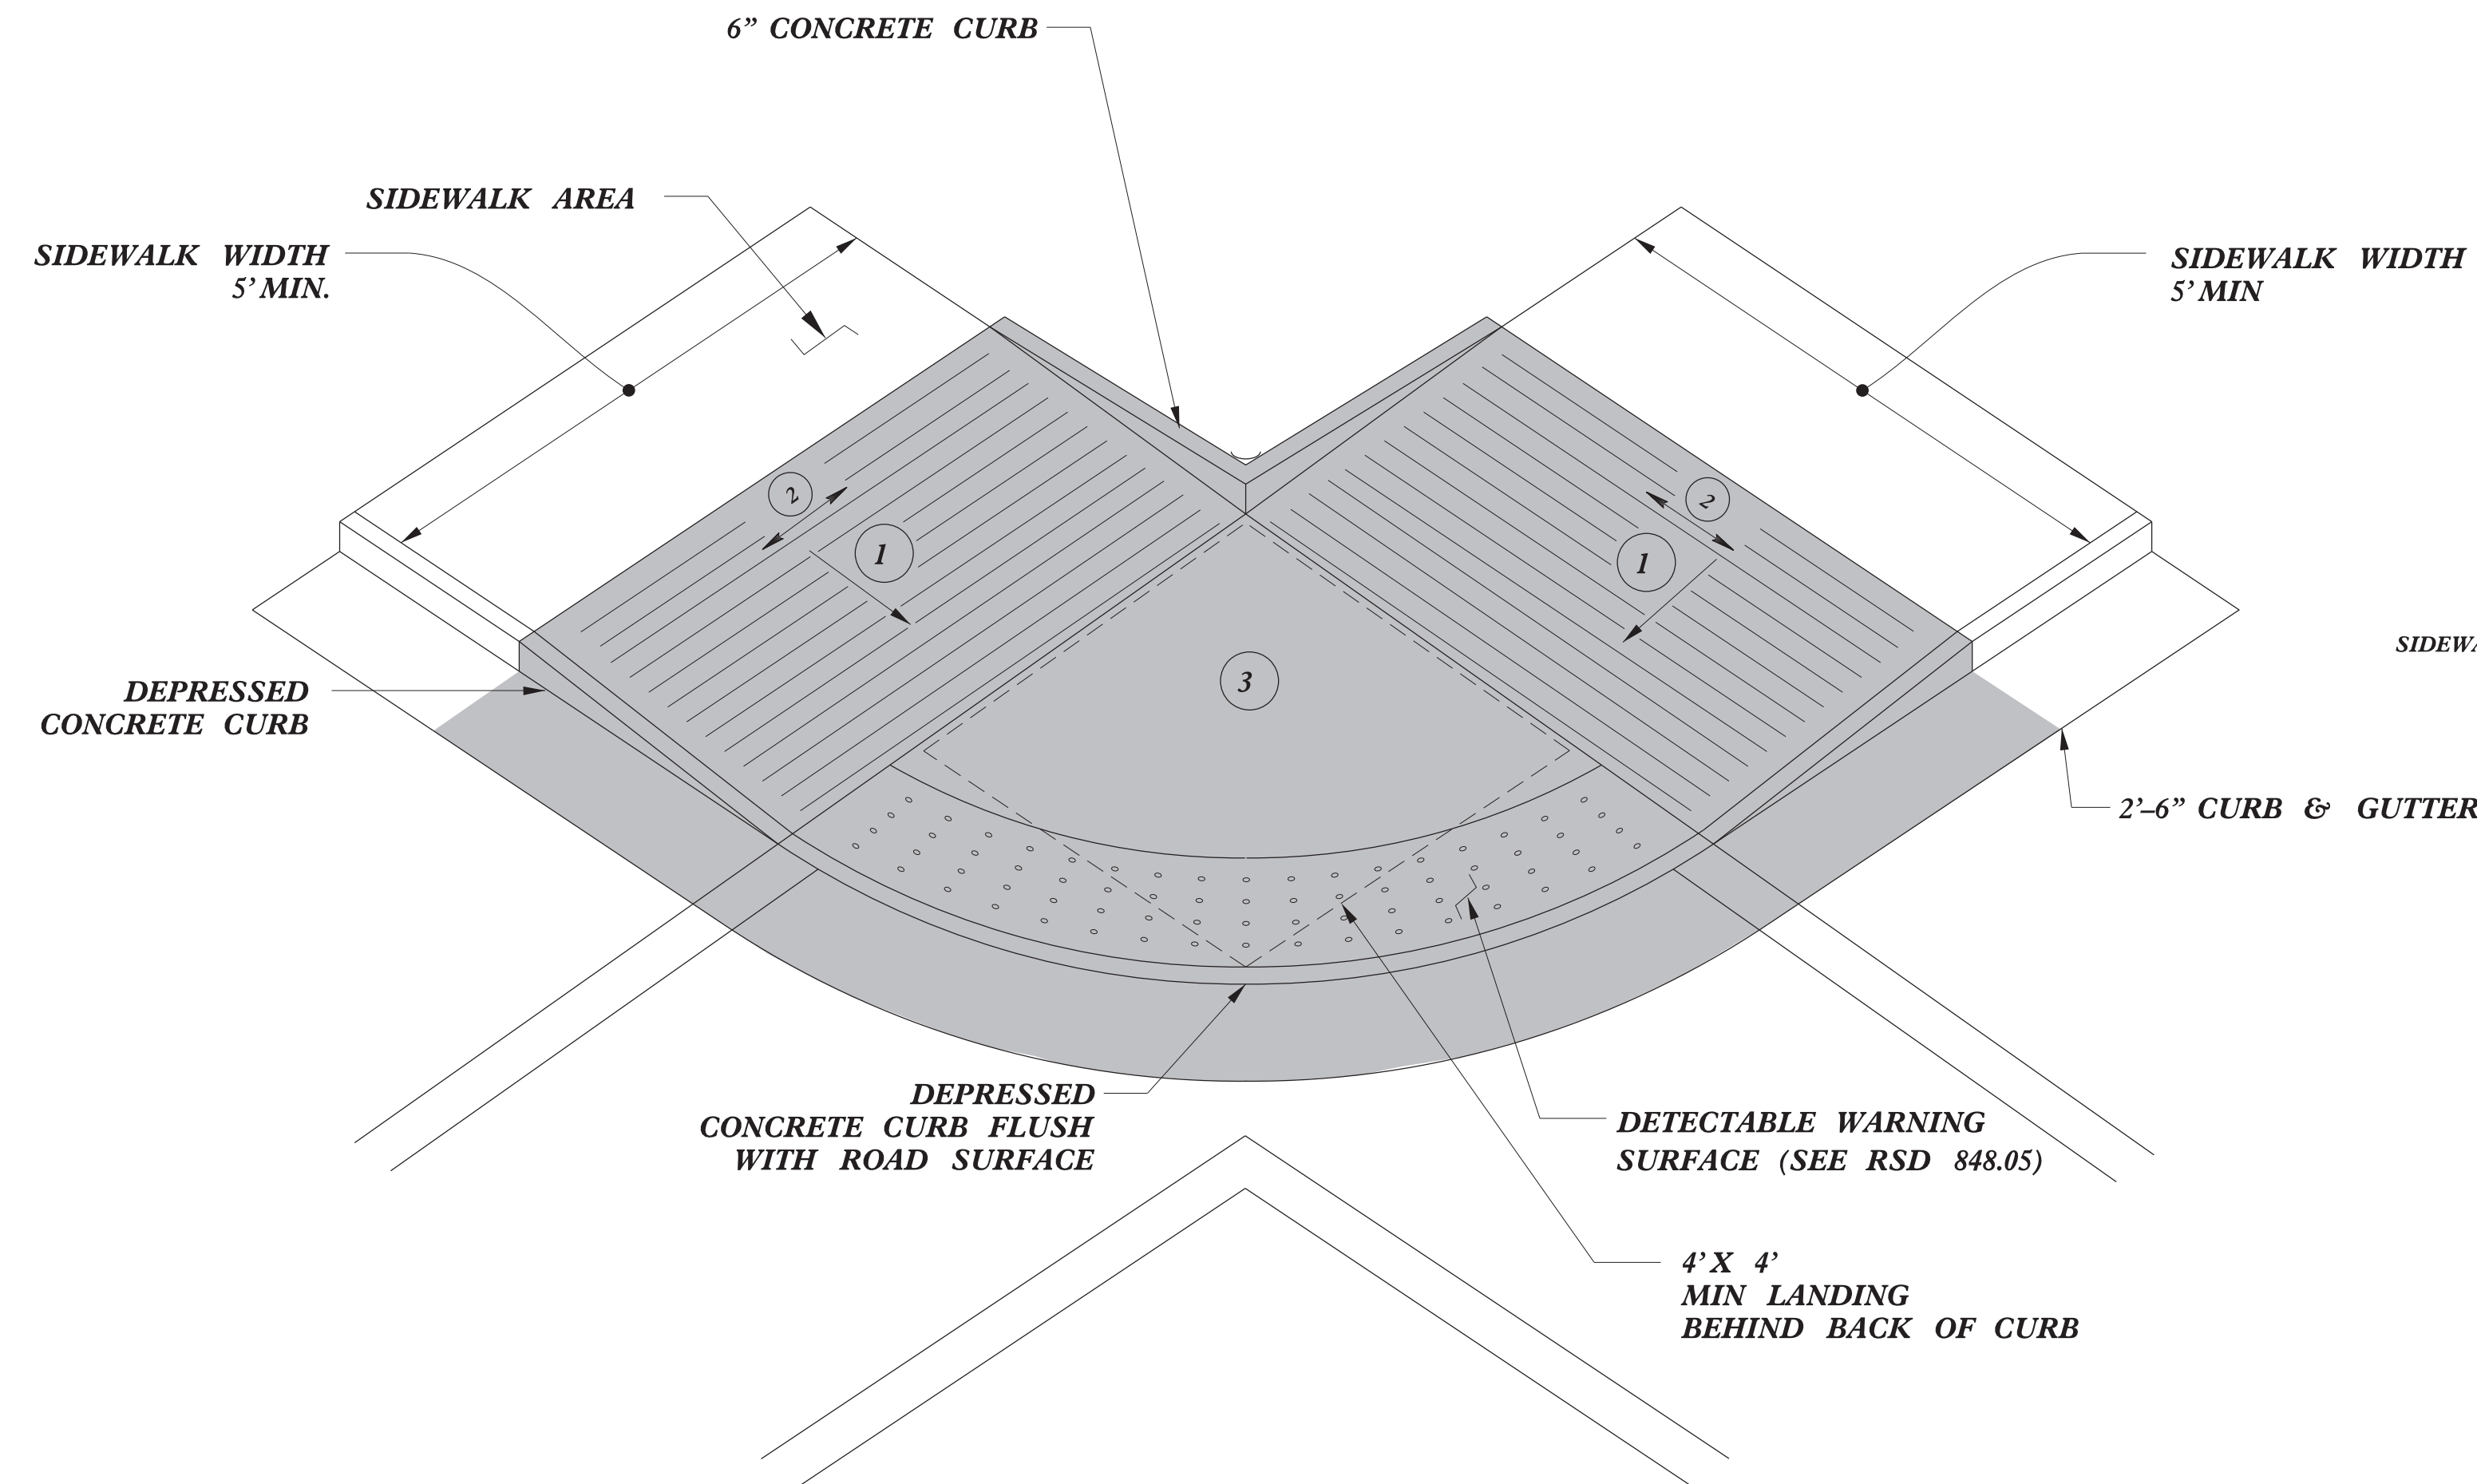 6” CONCRETE CURB
SIDEWALK AREA
SIDEWALK WIDTH
5’ MIN.
SIDEWALK WIDTH
5’ MIN
2
1
2
1
3
DEPRESSED
CONCRETE CURB
2’–6” CURB & GUTTER
DEPRESSED
CONCRETE CURB FLUSH
WITH ROAD SURFACE
DETECTABLE WARNING
SURFACE (SEE RSD 848.05)
4’ X 4’
MIN LANDING
BEHIND BACK OF CURB